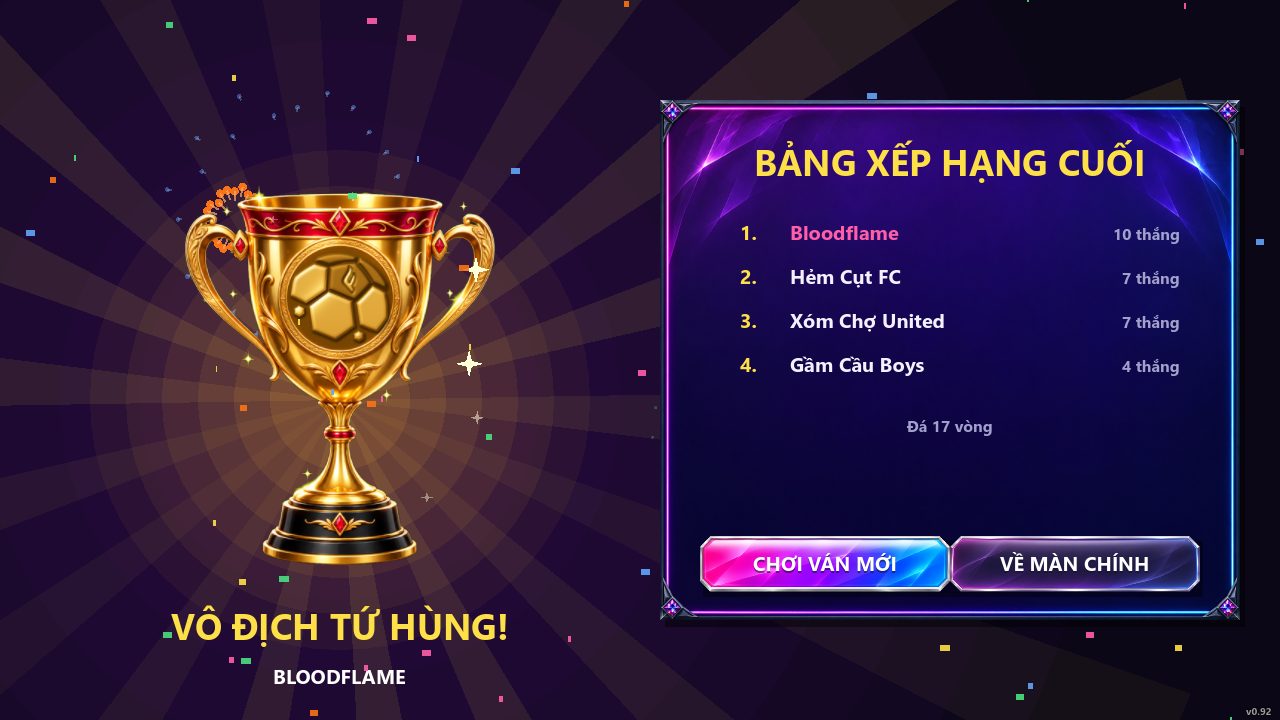 BẢNG XẾP HẠNG CUỐI
1. Bloodflame 10 thắng
2. Hẻm Cụt FC 7 thắng
3. Xóm Chợ United 7 thắng
4. Gầm Cầu Boys 4 thắng
Đá 17 vòng
CHƠI VÁN MỚI VỀ MÀN CHÍNH
VÔ ĐỊCH TỨ HÙNG!
BLOODFLAME
v0.92